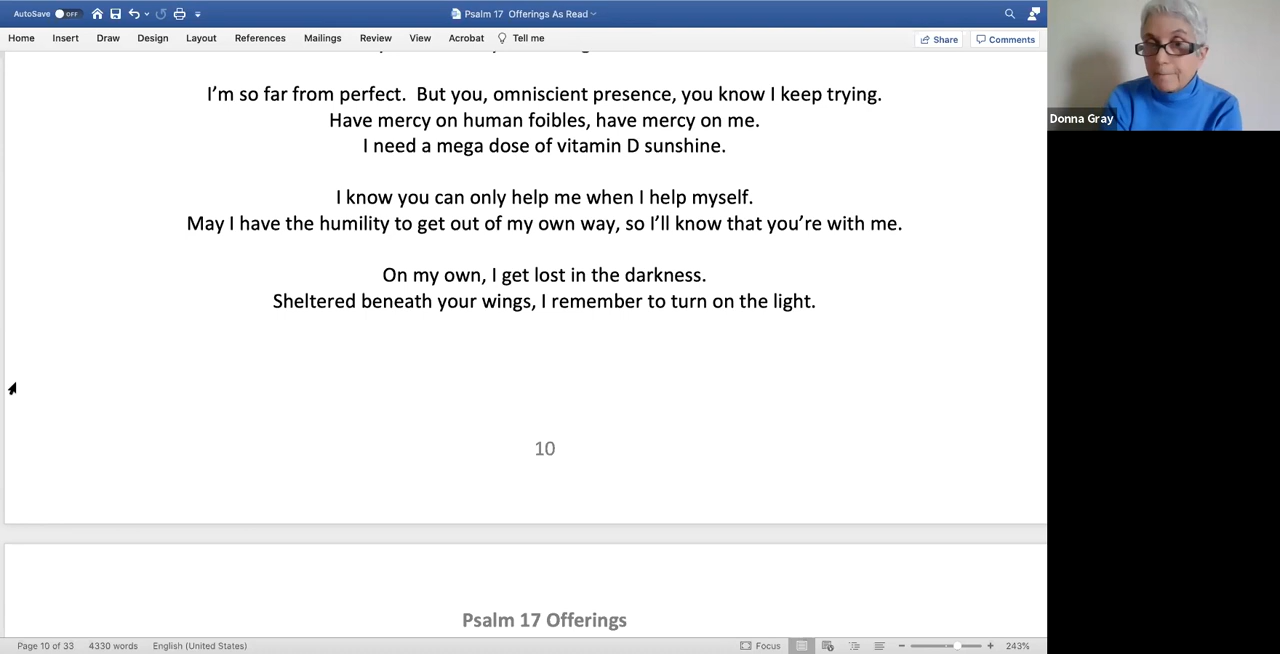 AutoSave OFF
Psalm 17 Offerings As Read
Home Insert Draw Design Layout References Mailings Review View Acrobat Tell me
Share Comments
I'm so far from perfect. But you, omniscient presence, you know I keep trying.
Have mercy on human foibles, have mercy on me.
I need a mega dose of vitamin D sunshine.
I know you can only help me when I help myself.
May I have the humility to get out of my own way, so I'll know that you're with me.
On my own, I get lost in the darkness.
Sheltered beneath your wings, I remember to turn on the light.
10
Psalm 17 Offerings
Page 10 of 33 4330 words English (United States)
Focus
243%
Donna Gray